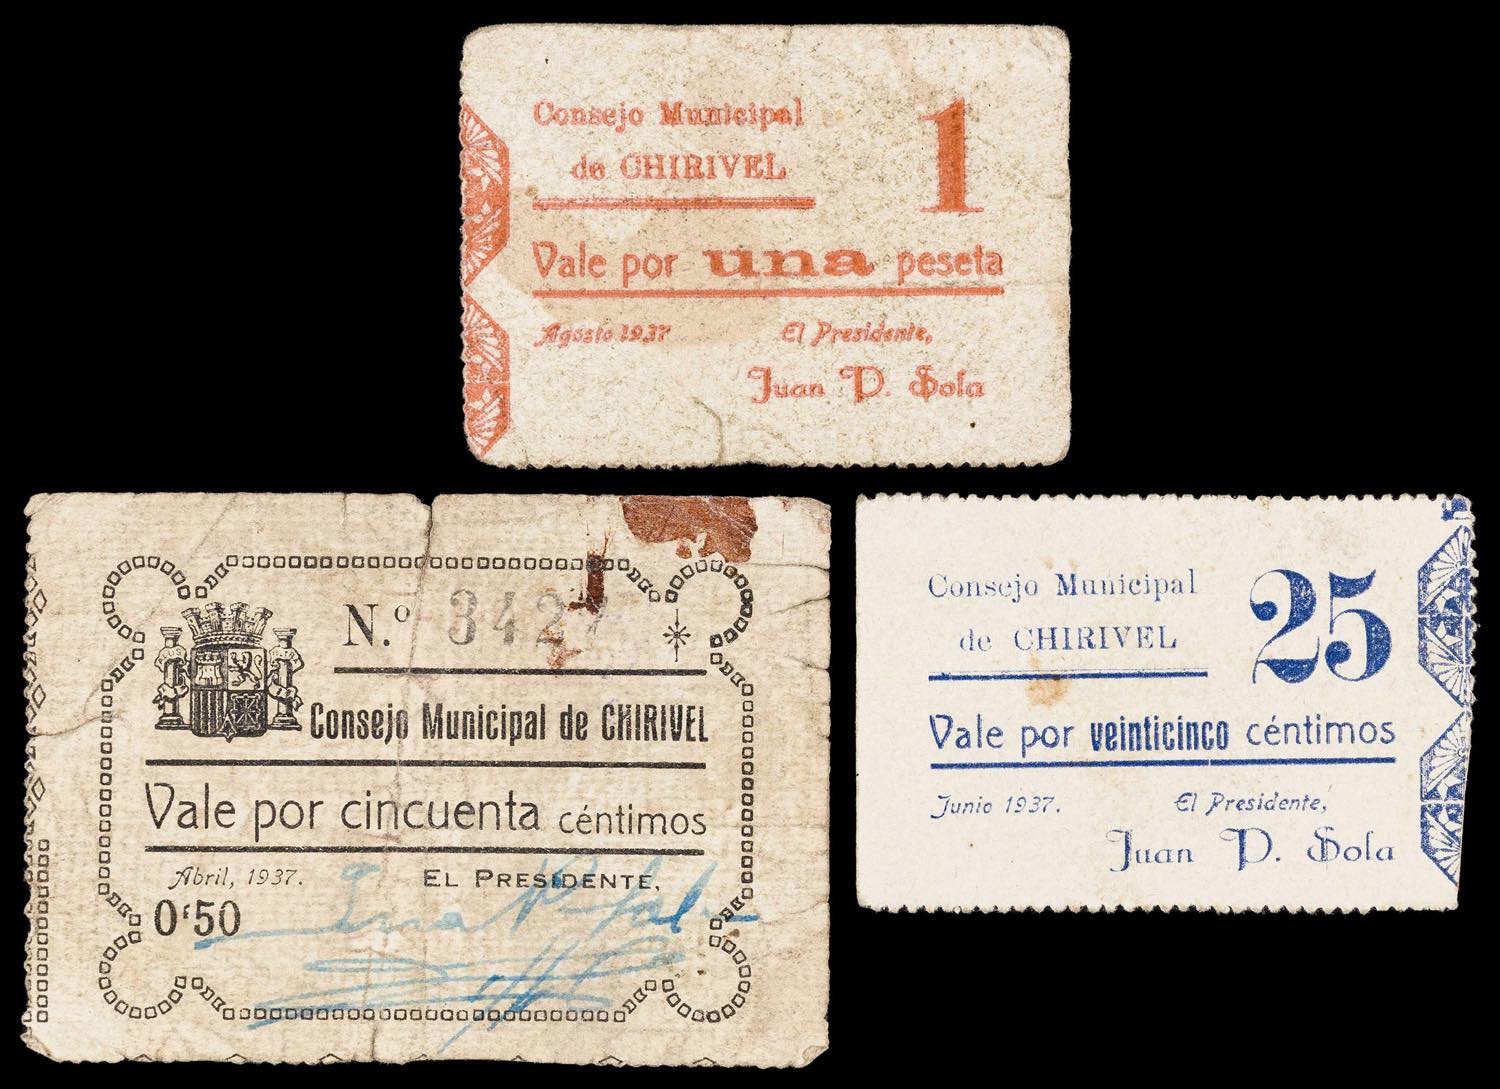 Consejo Municipal
de CHIRIVEL
1
Vale por una peseta
Agosto 1937
El Presidente,
Juan P. Sola
N.º
Consejo Municipal de CHIRIVEL
Vale por cincuenta céntimos
Abril, 1937.
EL PRESIDENTE,
0'50
Consejo Municipal
de CHIRIVEL
25
Vale por veinticinco céntimos
Junio 1937.
El Presidente,
Juan P. Sola